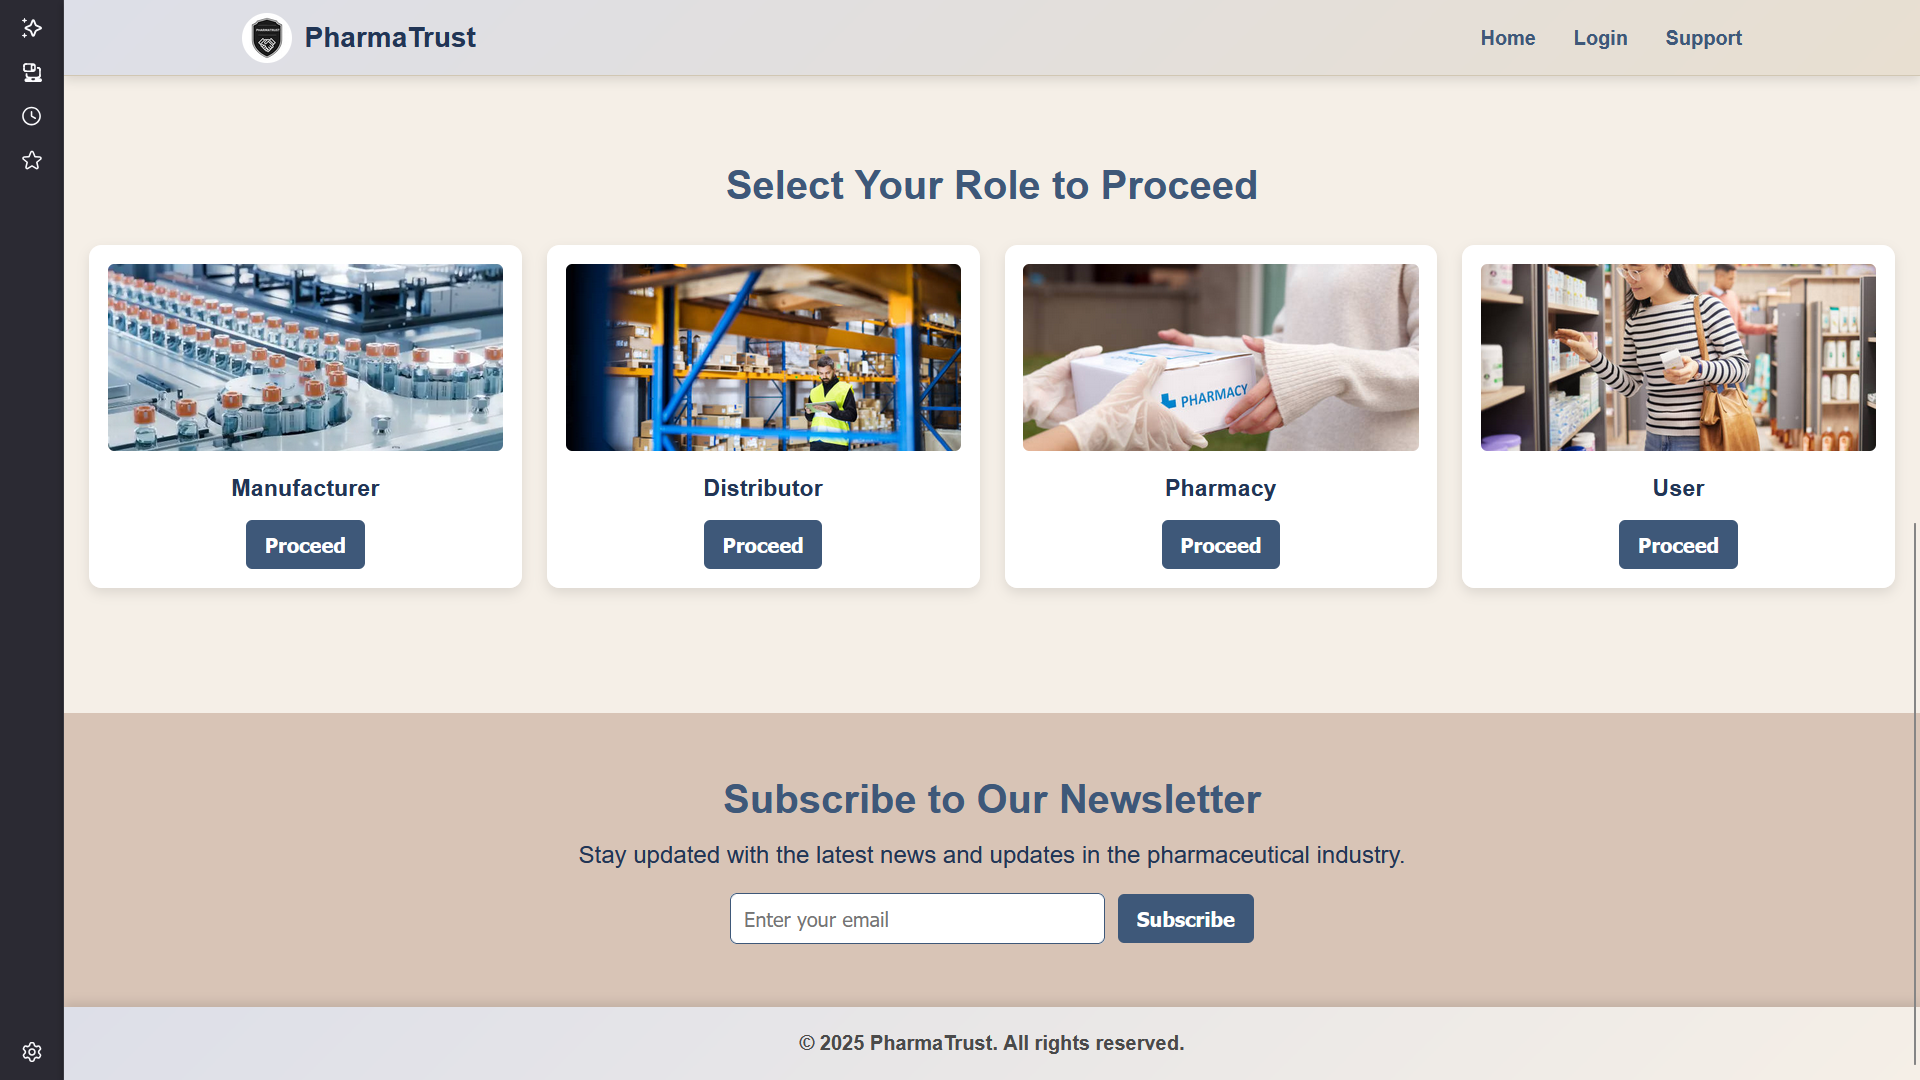 PHARMATRUST
PharmaTrust
Home
Login
Support
Select Your Role to Proceed
PHARMACY
Manufacturer
Distributor
Pharmacy
User
Proceed
Proceed
Proceed
Proceed
Subscribe to Our Newsletter
Stay updated with the latest news and updates in the pharmaceutical industry.
Enter your email
Subscribe
© 2025 PharmaTrust. All rights reserved.